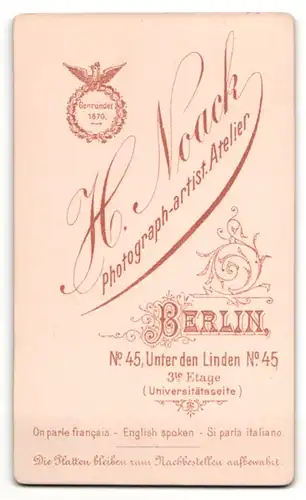 Gegründet
1870.
H. Noack
Photograph-artist. Atelier
BERLIN,
No 45, Unter den Linden No 45
3te Etage
(Universitätsseite)
On parle français - English spoken - Si parla italiano.
Die Platten bleiben zum Nachbestellen aufbewahrt.